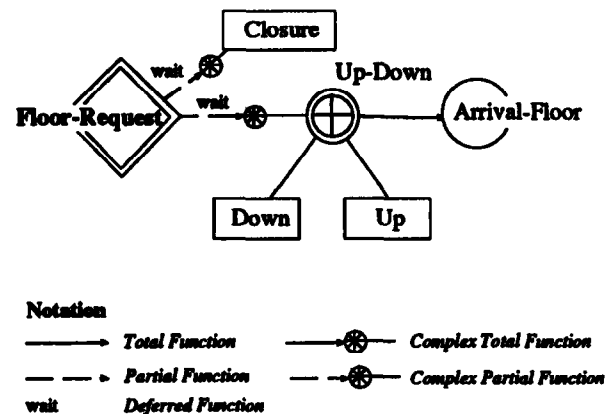 Closure
wait
Up-Down
Floor-Request
wait
Arrival-Floor
Down
Up
Notation
Total Function
Complex Total Function
Partial Function
Complex Partial Function
wait
Deferred Function